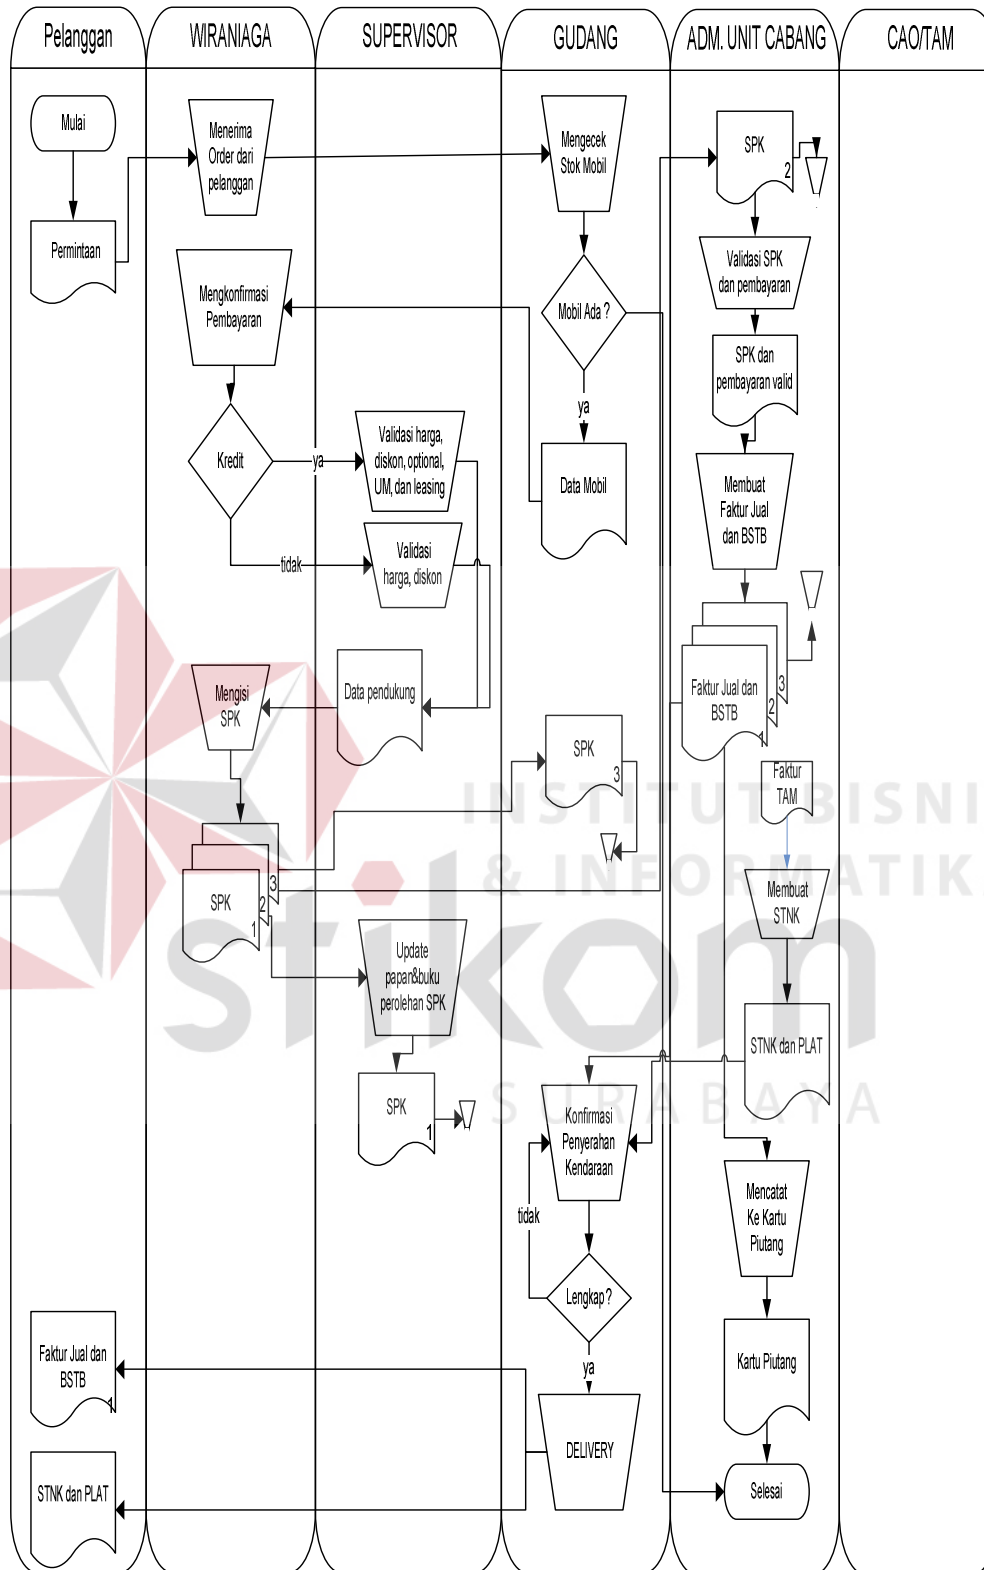 Pelanggan
WIRANIAGA
SUPERVISOR
GUDANG
ADM. UNIT CABANG
CAO/TAM
Mulai
Permintaan
Menerima
Order dari
pelanggan
Mengecek
Stok Mobil
SPK
2
Validasi SPK
dan pembayaran
Mengkonfirmasi
Pembayaran
Mobil Ada ?
ya
SPK dan
pembayaran valid
Kredit
ya
tidak
Validasi harga,
diskon, optional,
UM, dan leasing
Validasi
harga, diskon
Data Mobil
Membuat
Faktur Jual
dan BSTB
Faktur Jual dan
BSTB
1
2
3
Mengisi
SPK
Data pendukung
SPK
3
Faktur
TAM
INSTITUT BISNI
& INFORMATIK
stikom
SURABAYA
SPK
1
2
3
Membuat
STNK
Update
papan&buku
perolehan SPK
STNK dan PLAT
SPK
1
Konfirmasi
Penyerahan
Kendaraan
tidak
Mencatat
Ke Kartu
Piutang
Lengkap ?
ya
Kartu Piutang
Faktur Jual dan
BSTB
1
DELIVERY
STNK dan PLAT
Selesai